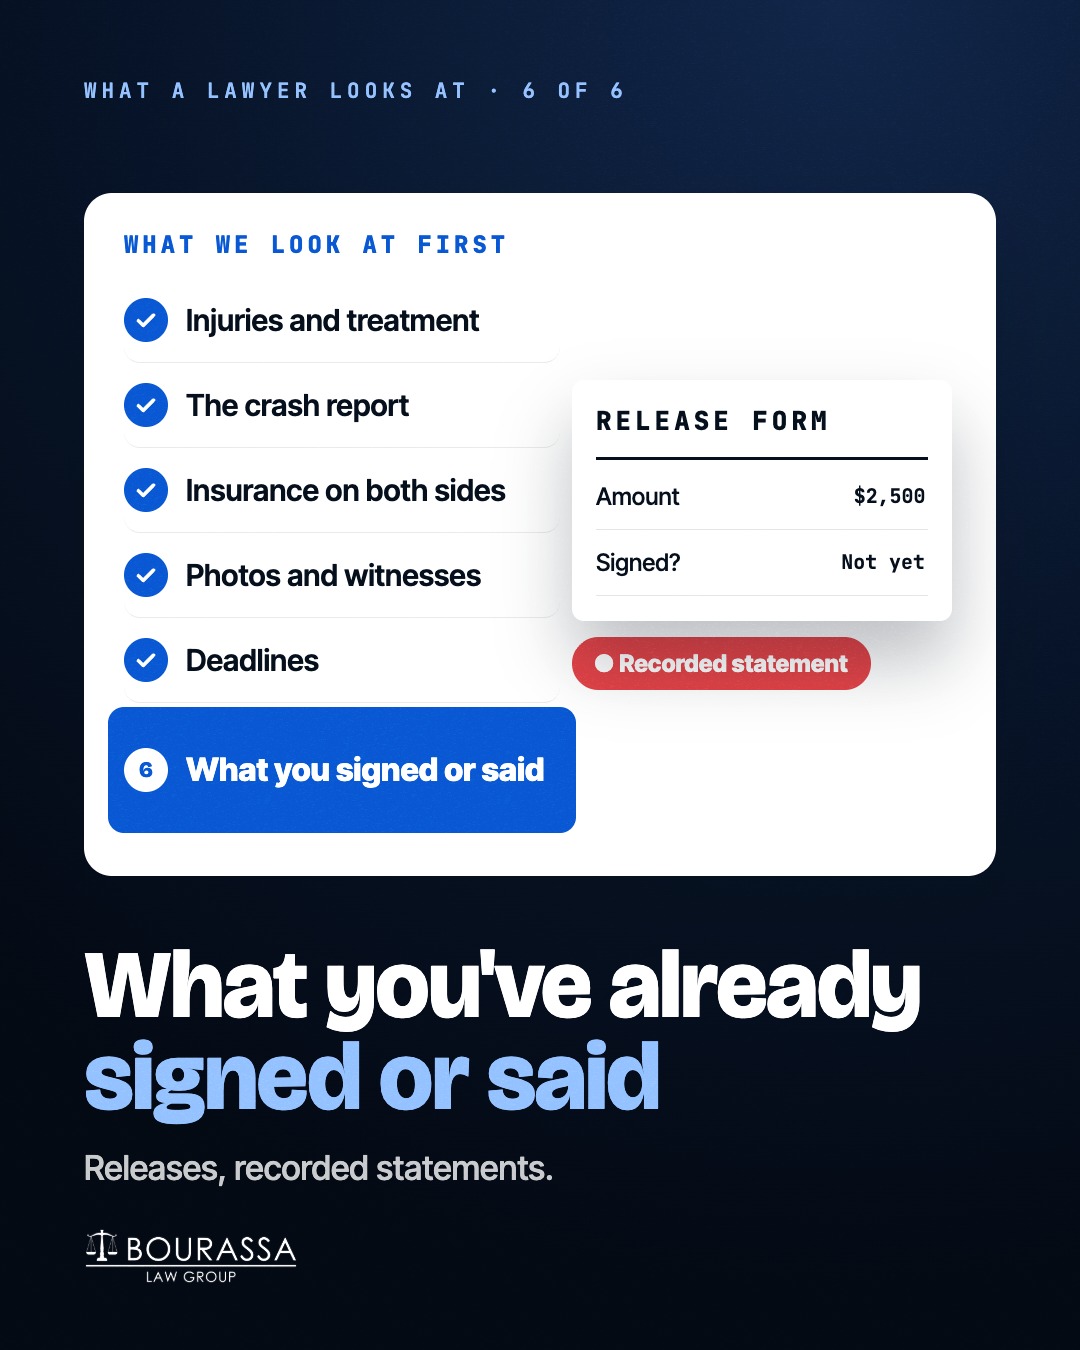 WHAT A LAWYER LOOKS AT · 6 OF 6
WHAT WE LOOK AT FIRST
Injuries and treatment
The crash report
Insurance on both sides
Photos and witnesses
Deadlines
6 What you signed or said
RELEASE FORM
Amount $2,500
Signed? Not yet
Recorded statement
What you've already
signed or said
Releases, recorded statements.
BOURASSA
LAW GROUP